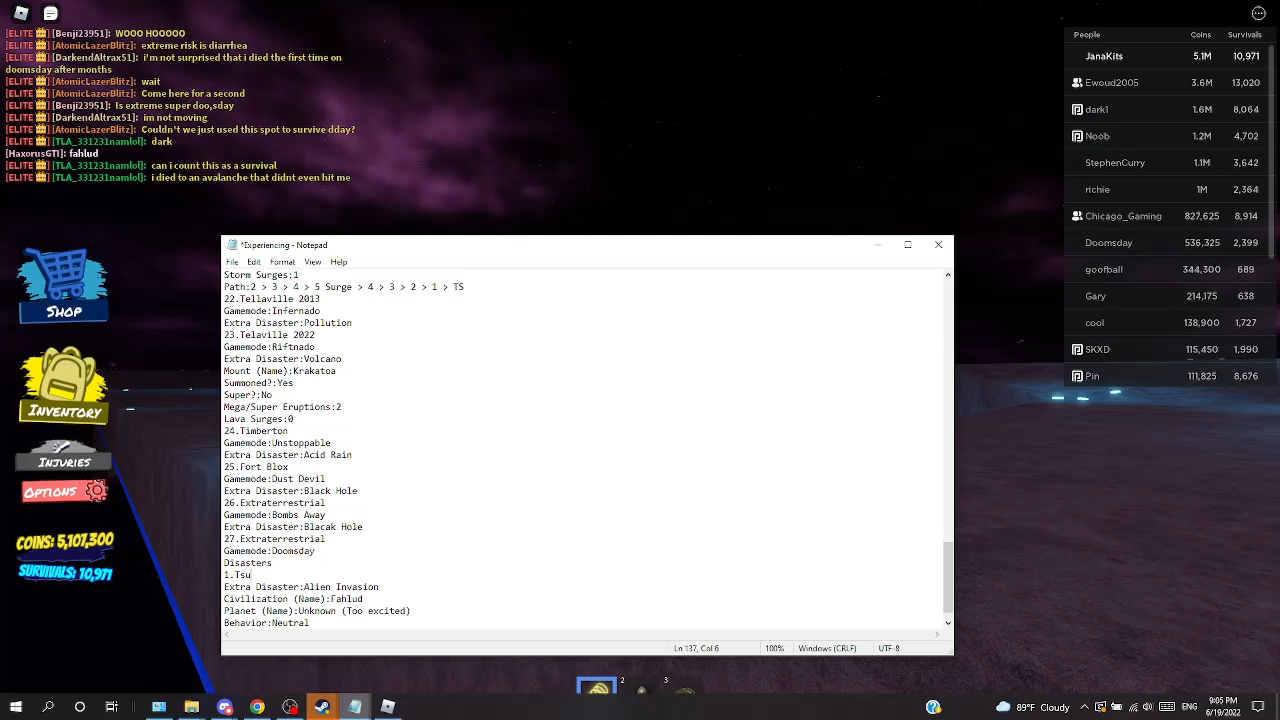 [ELITE] [Benji23951]: WOOO HOOOOO
[ELITE] [AtomicLazerBlitz]: extreme risk is diarrhea
[ELITE] [DarkendAltrax51]: i'm not surprised that i died the first time on
doomsday after months
[ELITE] [AtomicLazerBlitz]: wait
[ELITE] [AtomicLazerBlitz]: Come here for a second
[ELITE] [Benji23951]: Is extreme super doo,sday
[ELITE] [DarkendAltrax51]: im not moving
[ELITE] [AtomicLazerBlitz]: Couldn't we just used this spot to survive dday?
[ELITE] [TLA_331231namlol]: dark
[HaxorusGTI]: fahlud
[ELITE] [TLA_331231namlol]: can i count this as a survival
[ELITE] [TLA_331231namlol]: i died to an avalanche that didnt even hit me
People Coins Survivals
JanaKits 5.1M 10,971
Ewoud2005 3.6M 13,020
dark1 1.6M 8,064
Noob 1.2M 4,702
StephenCurry 1.1M 3,642
richie 1M 2,364
Chicago_Gaming 827,625 8,914
Doomsday 538,325 2,899
goofball 344,300 689
Gary 214,071 638
cool 138,900 1,727
SKXD 115,450 1,990
Pin 111,825 8,676
SHOP
INVENTORY
INJURIES
OPTIONS
COINS: 5,107,300
SURVIVALS: 10,971
*Experiencing - Notepad
File Edit Format View Help
Storm Surges:1
Path:2 > 3 > 4 > 5 Surge > 4 > 3 > 2 > 1 > TS
22.Tellaville 2013
Gamemode:Infernado
Extra Disaster:Pollution
23.Telaville 2022
Gamemode:Riftnado
Extra Disaster:Volcano
Mount (Name):Krakatoa
Summoned?:Yes
Super?:No
Mega/Super Eruptions:2
Lava Surges:0
24.Timberton
Gamemode:Unstoppable
Extra Disaster:Acid Rain
25.Fort Blox
Gamemode:Dust Devil
Extra Disaster:Black Hole
26.Extraterrestrial
Gamemode:Bombs Away
Extra Disaster:Blacak Hole
27.Extraterrestrial
Gamemode:Doomsday
Disasters
1.Tsu
Extra Disaster:Alien Invasion
Civilization (Name):Fahlud
Planet (Name):Unknown (Too excited)
Behavior:Neutral
Ln 137, Col 6 100% Windows (CRLF) UTF-8
2 3
89°F Cloudy
9:05 PM
6/19/2022